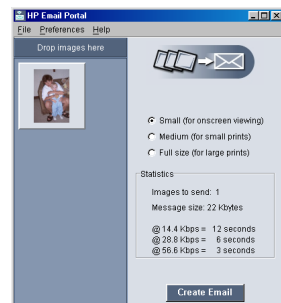 HP Email Portal
File Preferences Help
Drop images here
Small (for onscreen viewing)
Medium (for small prints)
Full size (for large prints)
Statistics
Images to send: 1
Message size: 22 Kbytes
@ 14.4 Kbps = 12 seconds
@ 28.8 Kbps = 6 seconds
@ 56.6 Kbps = 3 seconds
Create Email